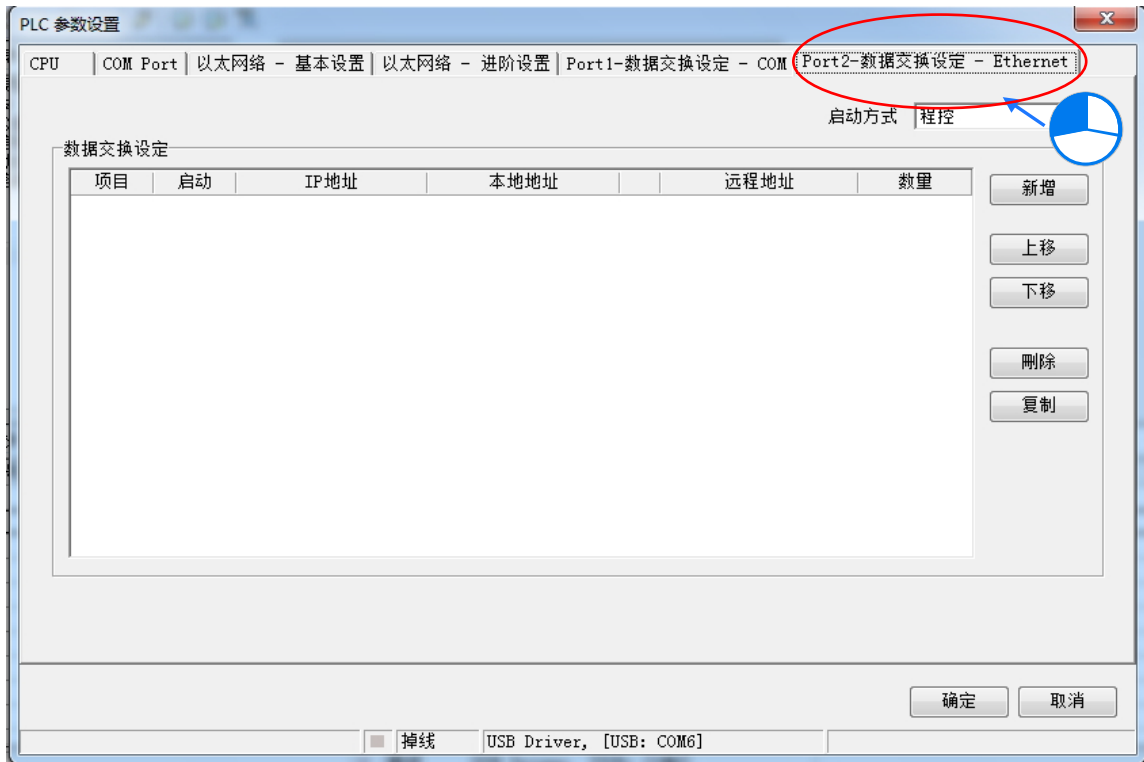 PLC 参数设置
CPU COM Port 以太网络 - 基本设置 以太网络 - 进阶设置 Port1-数据交换设定 - COM Port2-数据交换设定 - Ethernet
启动方式 程控
数据交换设定
项目 启动 IP地址 本地地址 远程地址 数量
新增
上移
下移
刪除
复制
确定 取消
掉线 USB Driver, [USB: COM6]